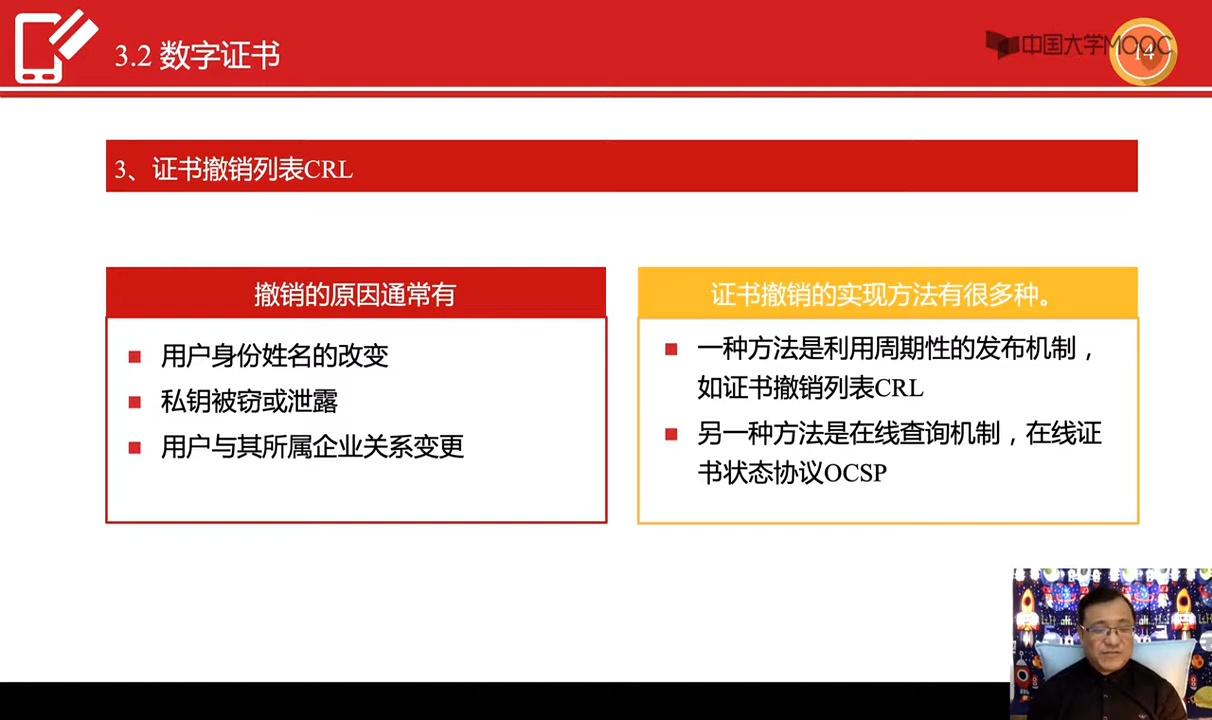 3.2 数字证书
中国大学MOOC
14
3、证书撤销列表CRL
撤销的原因通常有
用户身份姓名的改变
私钥被窃或泄露
用户与其所属企业关系变更
证书撤销的实现方法有很多种。
一种方法是利用周期性的发布机制，
如证书撤销列表CRL
另一种方法是在线查询机制，在线证
书状态协议OCSP